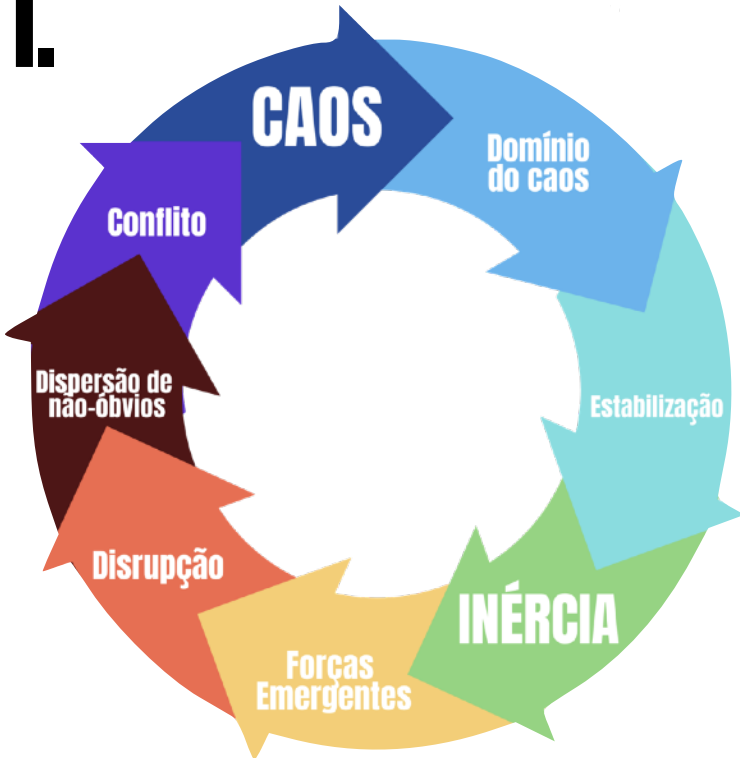 I.
CAOS
Domínio
do caos
Estabilização
INÉRCIA
Forças
Emergentes
Disrupção
Dispersão de
não-óbvios
Conflito